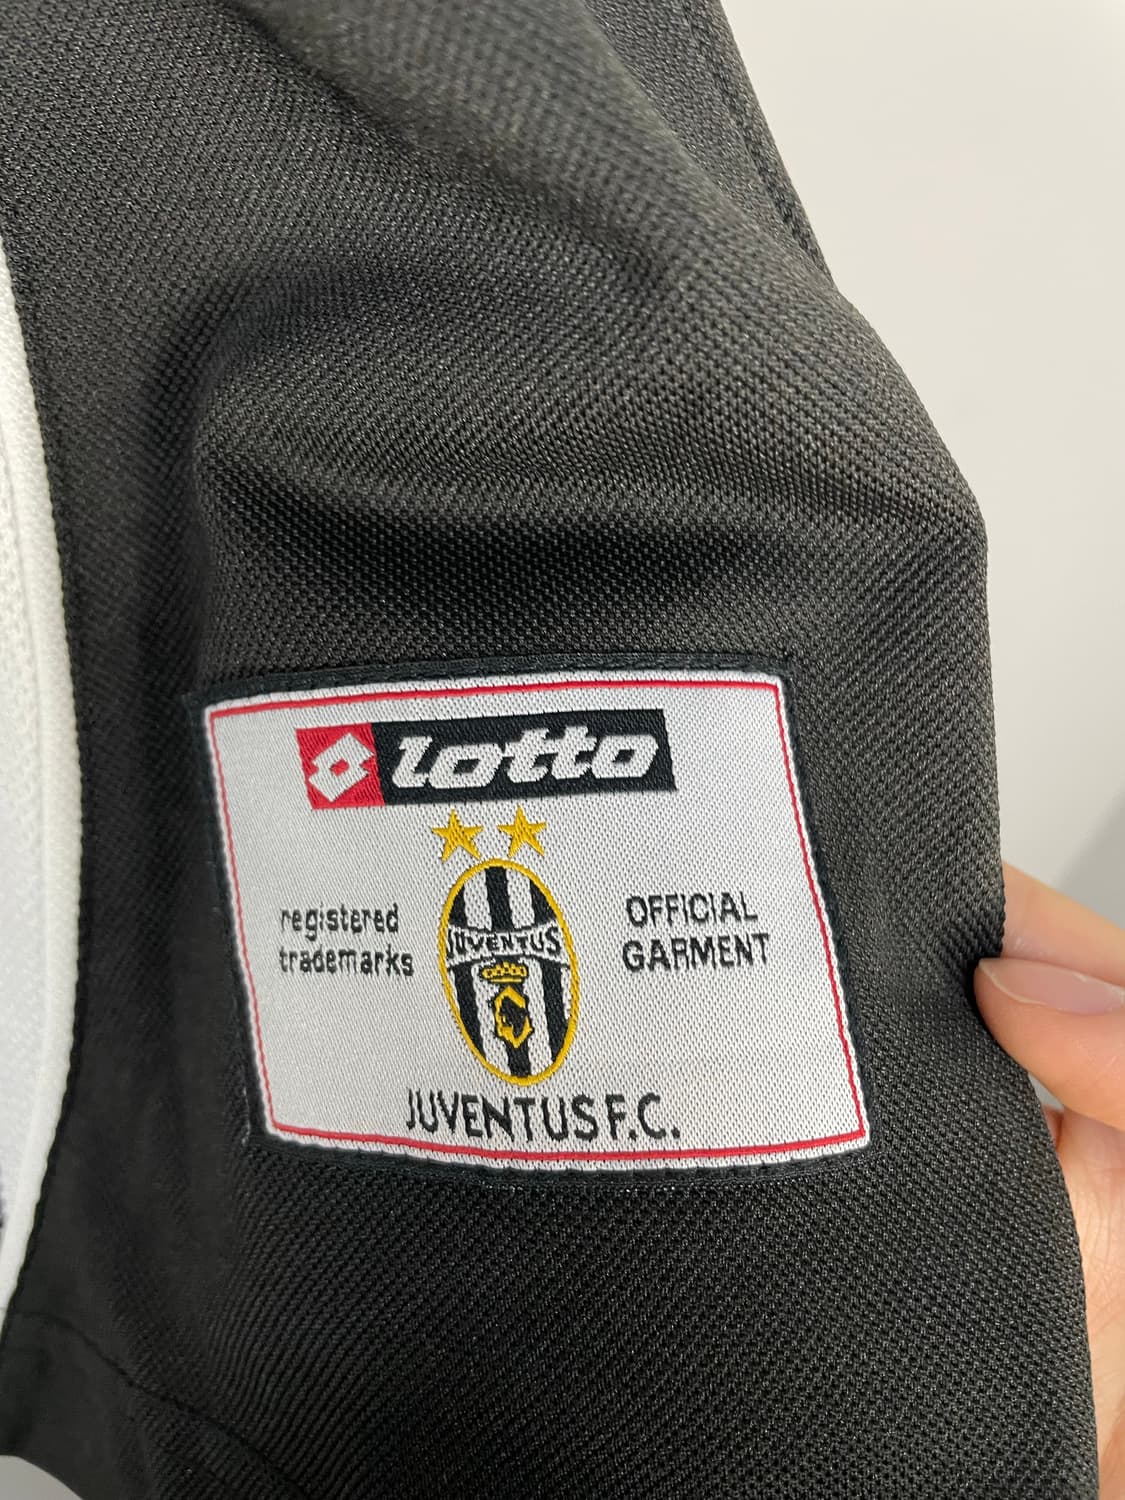 lotto
registered
trademarks
JUVENTUS
OFFICIAL
GARMENT
JUVENTUS F.C.